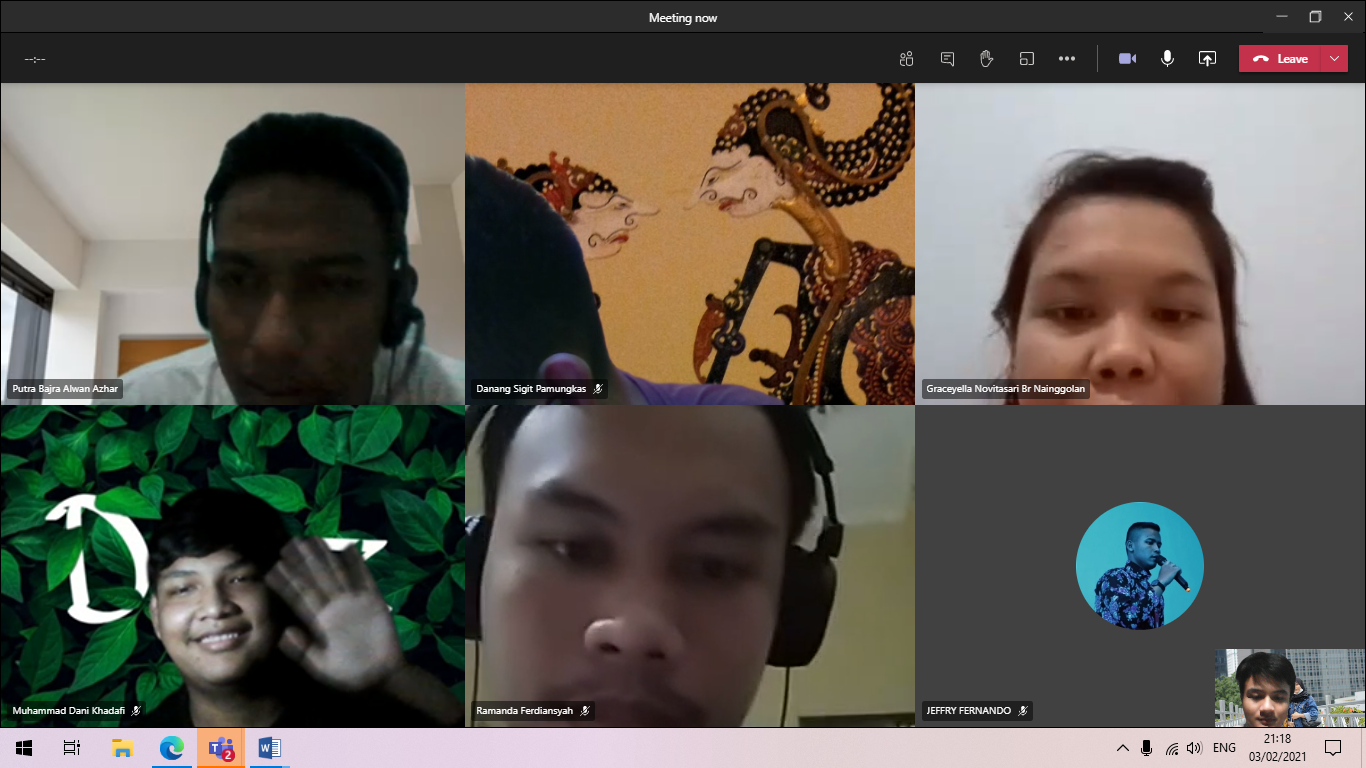 Meeting now
--:--
Leave
Putra Bajra Alwan Azhar
Danang Sigit Pamungkas
Graceyella Novitasari Br Nainggolan
Muhammad Dani Khadafi
Ramanda Ferdiansyah
JEFFRY FERNANDO
2
ENG
21:18
03/02/2021